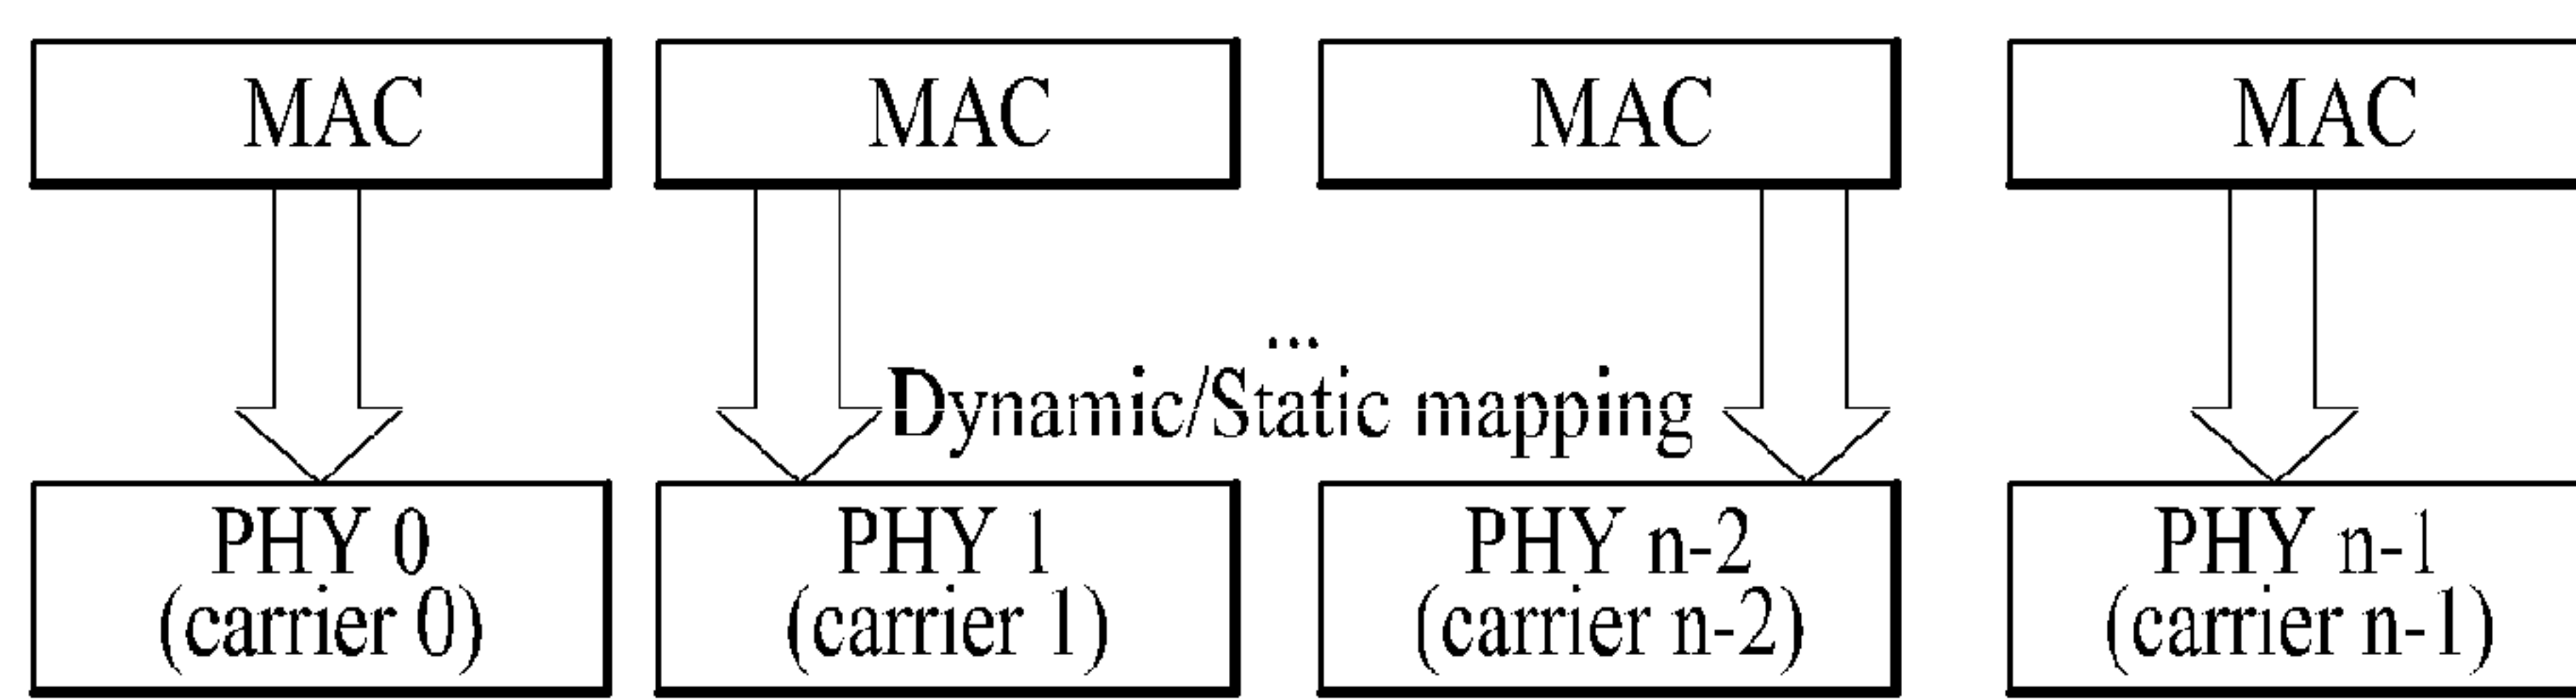 MAC
MAC
MAC
MAC
...
Dynamic/Static mapping
PHY 0
(carrier 0)
PHY 1
(carrier 1)
PHY n-2
(carrier n-2)
PHY n-1
(carrier n-1)